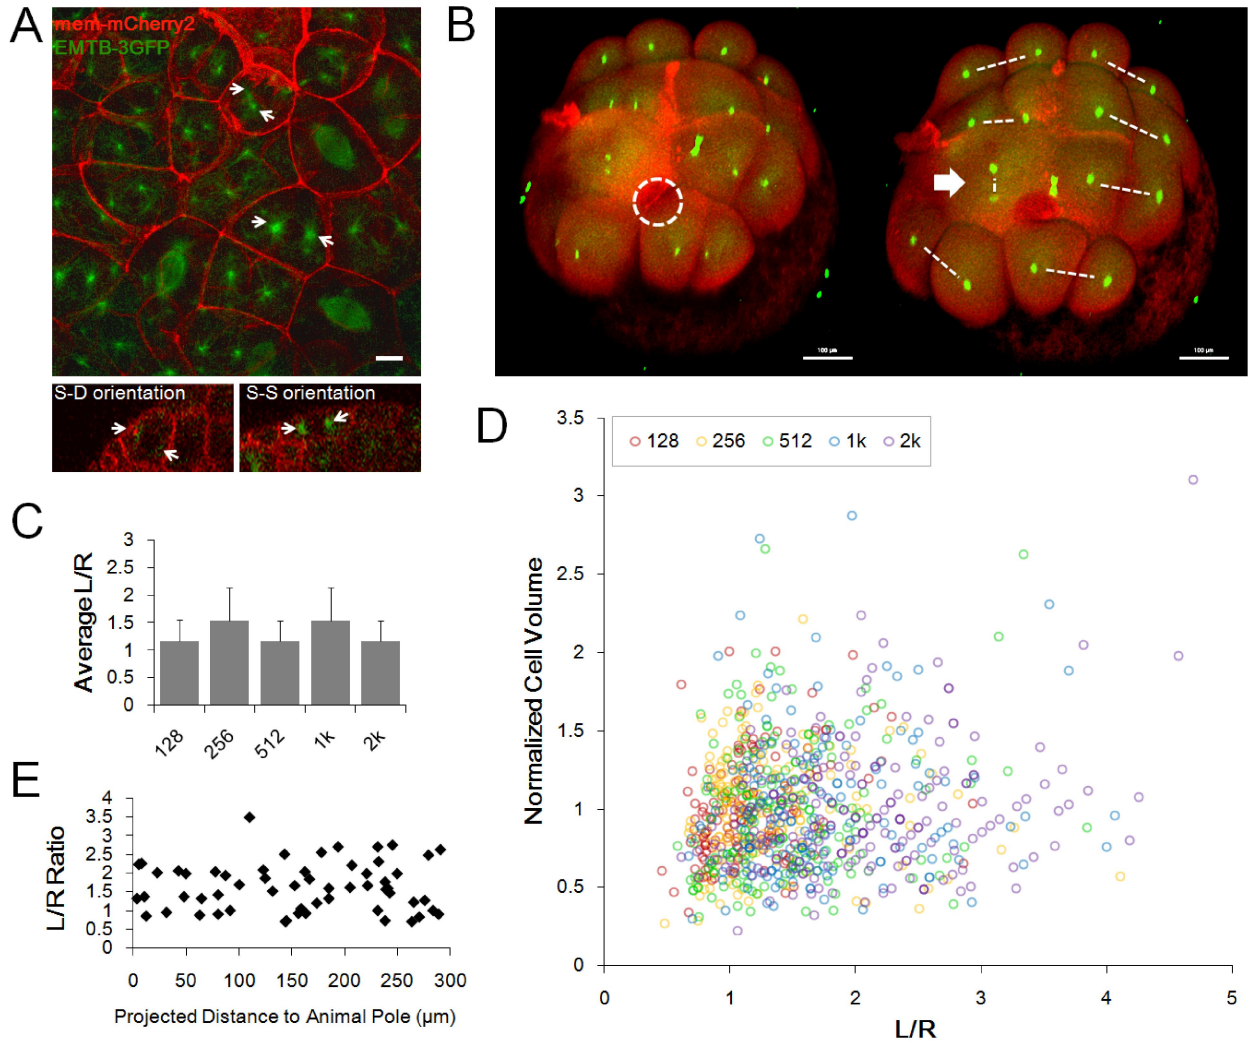 A
mem-mCherry2
EMTB-3GFP
S-D orientation
S-S orientation
B
100 µm
100 µm
C
Average L/R
3
2.5
2
1.5
1
0.5
0
128
256
512
1k
2k
D
Normalized Cell Volume
3.5
3
2.5
2
1.5
1
0.5
0
128 256 512 1k 2k
0 1 2 3 4 5
L/R
E
L/R Ratio
4
3.5
3
2.5
2
1.5
1
0.5
0
0 50 100 150 200 250 300
Projected Distance to Animal Pole (µm)